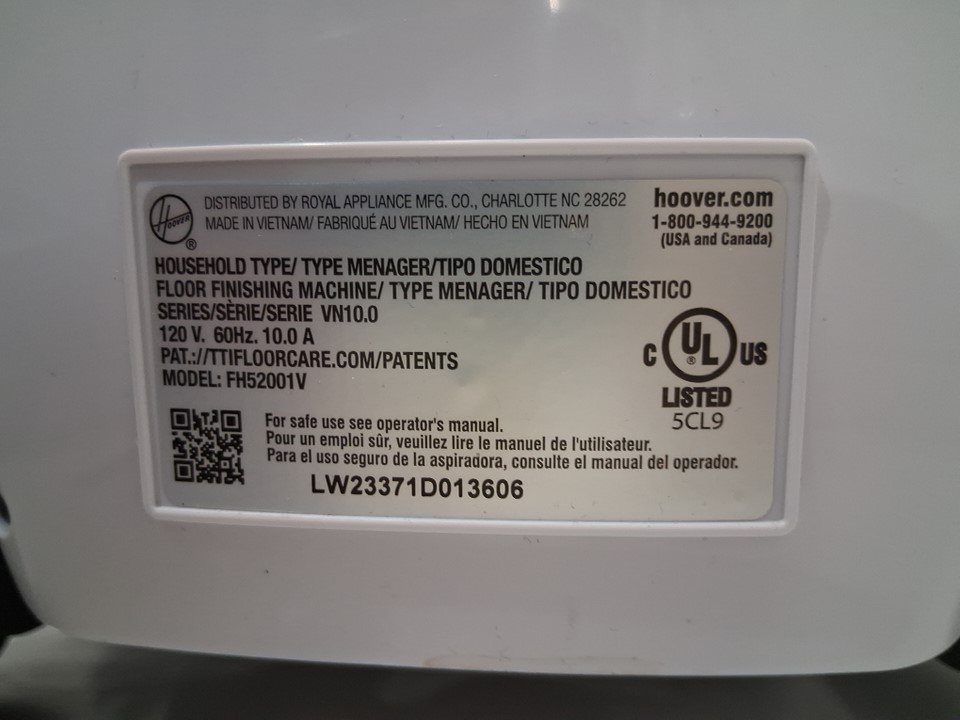 HOOVER
®
DISTRIBUTED BY ROYAL APPLIANCE MFG. CO., CHARLOTTE NC 28262
MADE IN VIETNAM/ FABRIQUÉ AU VIETNAM/ HECHO EN VIETNAM
hoover.com
1-800-944-9200
(USA and Canada)
HOUSEHOLD TYPE/ TYPE MENAGER/TIPO DOMESTICO
FLOOR FINISHING MACHINE/ TYPE MENAGER/ TIPO DOMESTICO
SERIES/SÈRIE/SERIE VN10.0
120 V. 60Hz. 10.0 A
PAT.://TTIFLOORCARE.COM/PATENTS
MODEL: FH52001V
C UL US
LISTED
5CL9
For safe use see operator's manual.
Pour un emploi sûr, veuillez lire le manuel de l'utilisateur.
Para el uso seguro de la aspiradora, consulte el manual del operador.
LW23371D013606